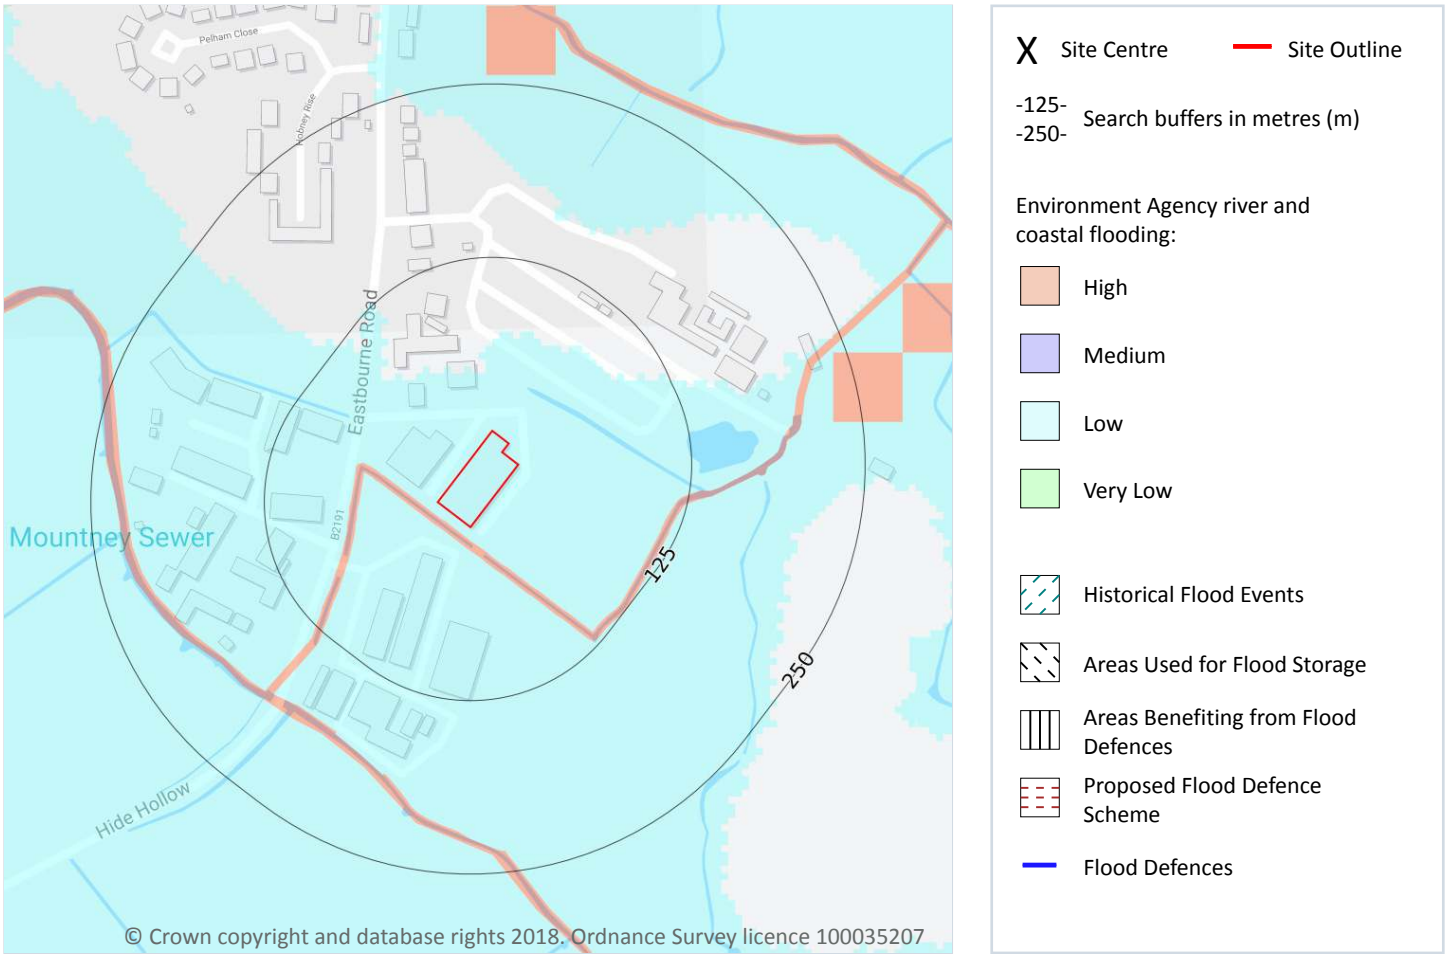 Pelham Close
Hobney Rise
Eastbourne Road
B2191
Mountney Sewer
125
250
Hide Hollow
© Crown copyright and database rights 2018. Ordnance Survey licence 100035207
X Site Centre Site Outline
-125-
-250-
Search buffers in metres (m)
Environment Agency river and
coastal flooding:
High
Medium
Low
Very Low
Historical Flood Events
Areas Used for Flood Storage
Areas Benefiting from Flood
Defences
Proposed Flood Defence
Scheme
Flood Defences